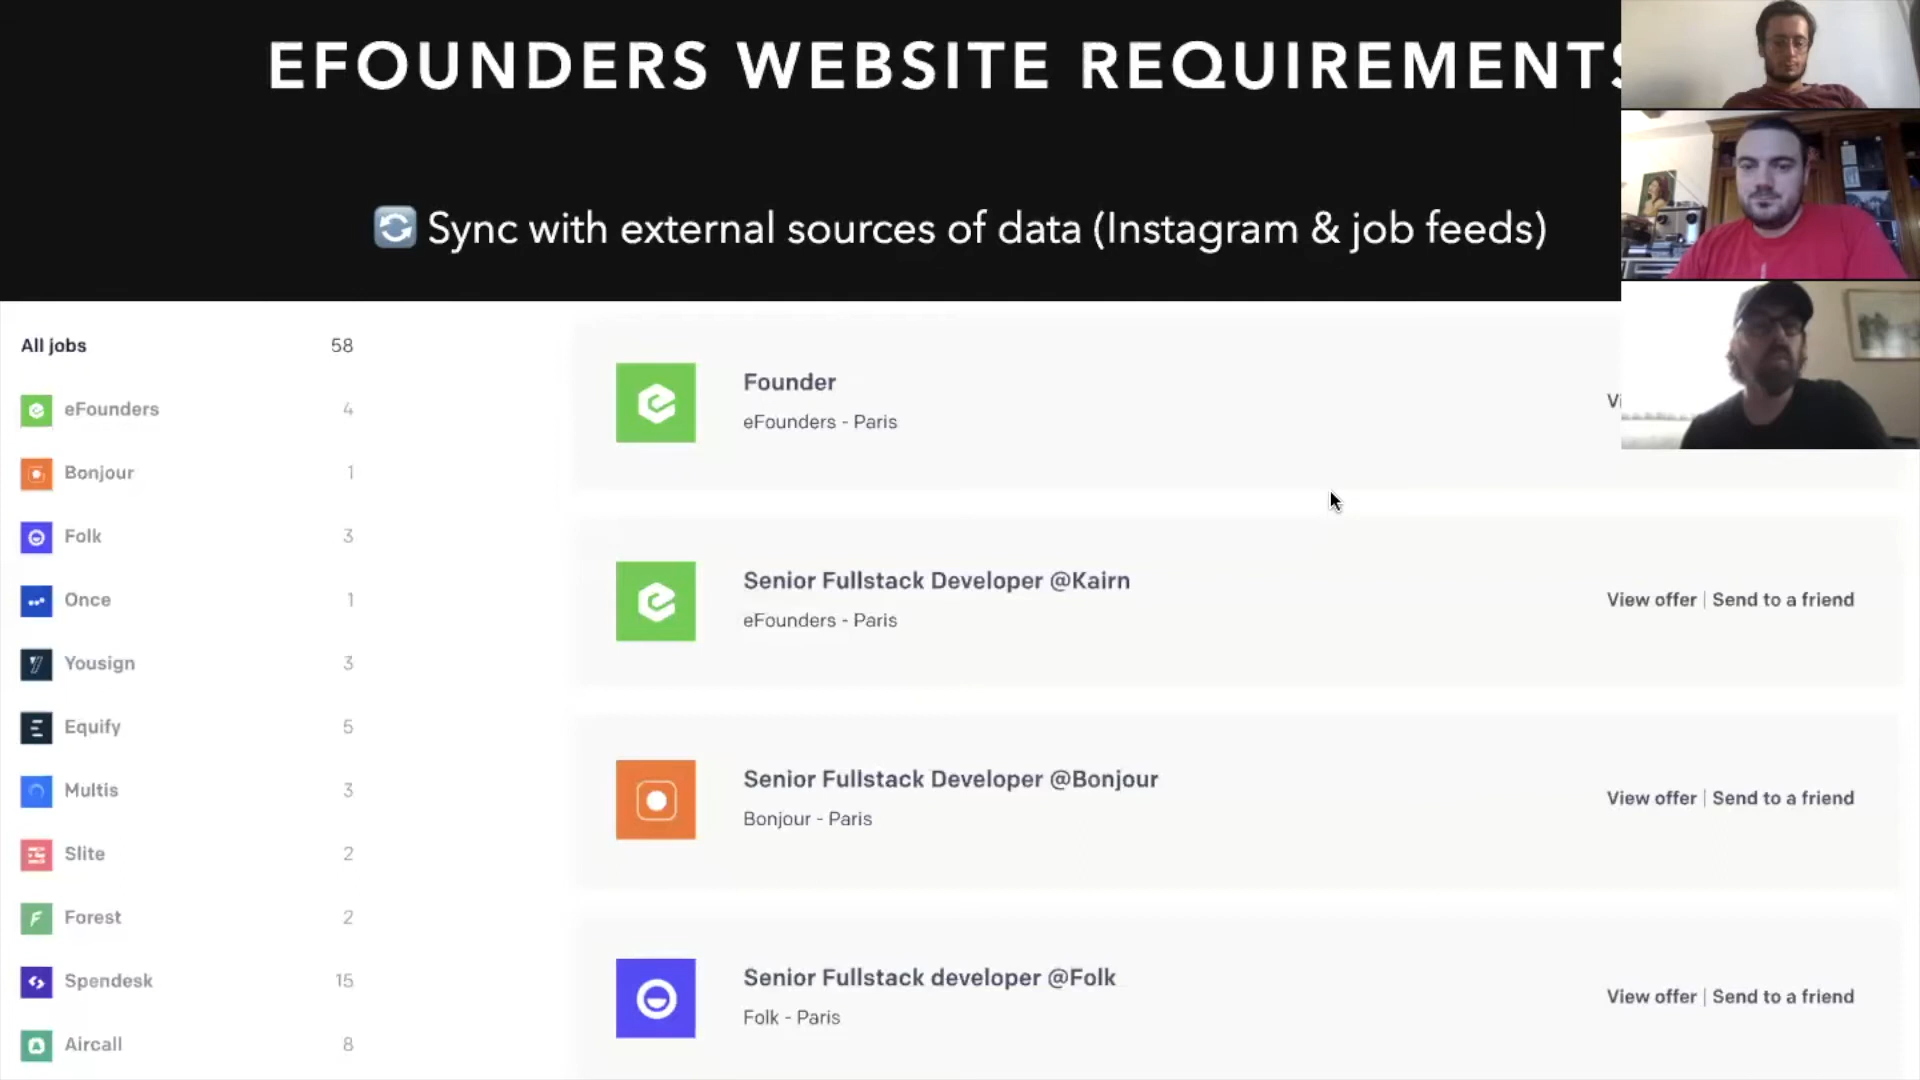 EFOUNDERS WEBSITE REQUIREMENTS
Sync with external sources of data (Instagram & job feeds)
All jobs 58
eFounders 4
Bonjour 1
Folk 3
Once 1
Yousign 3
Equify 5
Multis 3
Slite 2
Forest 2
Spendesk 15
Aircall 8
Founder
eFounders - Paris
Senior Fullstack Developer @Kairn
eFounders - Paris
View offer | Send to a friend
Senior Fullstack Developer @Bonjour
Bonjour - Paris
View offer | Send to a friend
Senior Fullstack developer @Folk
Folk - Paris
View offer | Send to a friend